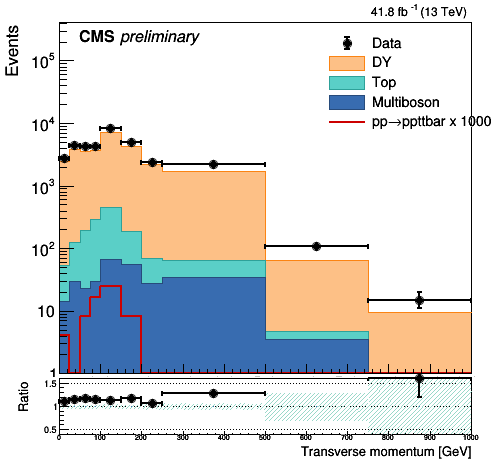 41.8 fb⁻¹ (13 TeV)
CMS preliminary
Events
Data
DY
Top
Multiboson
pp→ppttbar x 1000
10⁵
10⁴
10³
10²
10
1
Ratio
1.5
1
0.5
0 100 200 300 400 500 600 700 800 900 1000
Transverse momentum [GeV]